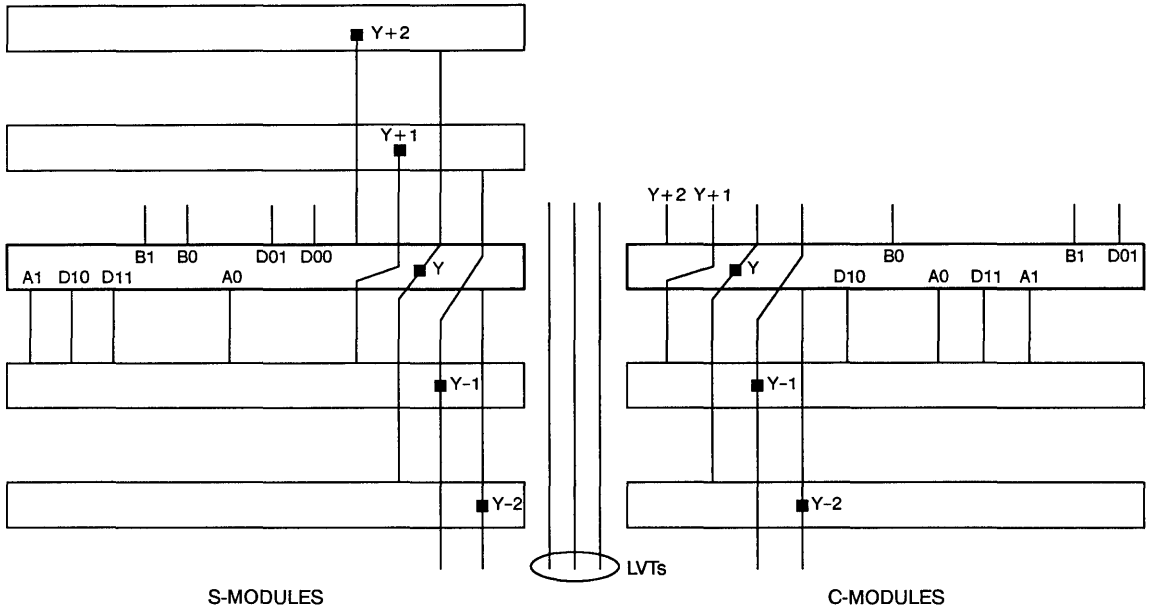 Y+2
Y+1
Y+2 Y+1
B1 B0 D01 D00
Y
A1 D10 D11 A0
B0 B1 D01
Y
D10 A0 D11 A1
Y−1
Y−1
Y−2
Y−2
LVTs
S-MODULES
C-MODULES